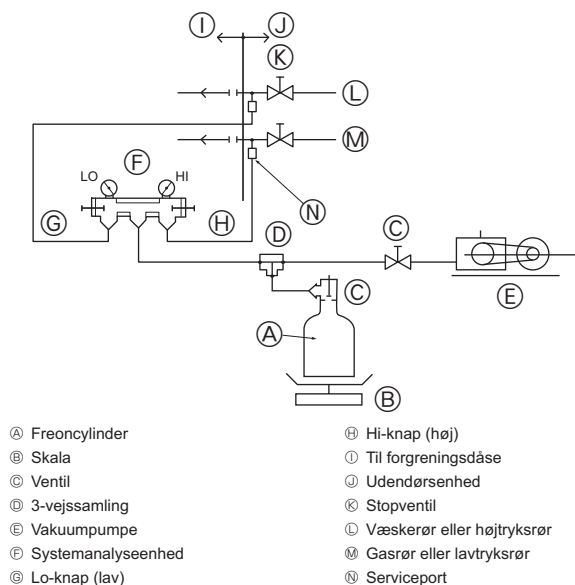 Ⓘ Ⓙ
Ⓚ
Ⓛ
Ⓜ
Ⓕ
LO HI
Ⓖ Ⓗ Ⓝ
Ⓓ Ⓒ
Ⓔ
Ⓒ
Ⓐ
Ⓑ
Ⓐ Freoncylinder
Ⓑ Skala
Ⓒ Ventil
Ⓓ 3-vejssamling
Ⓔ Vakuumpumpe
Ⓕ Systemanalyseenhed
Ⓖ Lo-knap (lav)
Ⓗ Hi-knap (høj)
Ⓘ Til forgreningsdåse
Ⓙ Udendørsenhed
Ⓚ Stopventil
Ⓛ Væskerør eller højtryksrør
Ⓜ Gasrør eller lavtryksrør
Ⓝ Serviceport